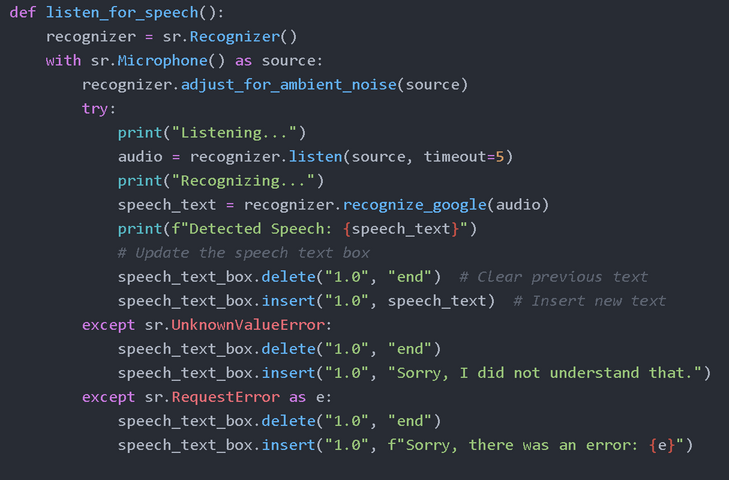 def listen_for_speech():
    recognizer = sr.Recognizer()
    with sr.Microphone() as source:
        recognizer.adjust_for_ambient_noise(source)
        try:
            print("Listening...")
            audio = recognizer.listen(source, timeout=5)
            print("Recognizing...")
            speech_text = recognizer.recognize_google(audio)
            print(f"Detected Speech: {speech_text}")
            # Update the speech text box
            speech_text_box.delete("1.0", "end")  # Clear previous text
            speech_text_box.insert("1.0", speech_text)  # Insert new text
        except sr.UnknownValueError:
            speech_text_box.delete("1.0", "end")
            speech_text_box.insert("1.0", "Sorry, I did not understand that.")
        except sr.RequestError as e:
            speech_text_box.delete("1.0", "end")
            speech_text_box.insert("1.0", f"Sorry, there was an error: {e}")